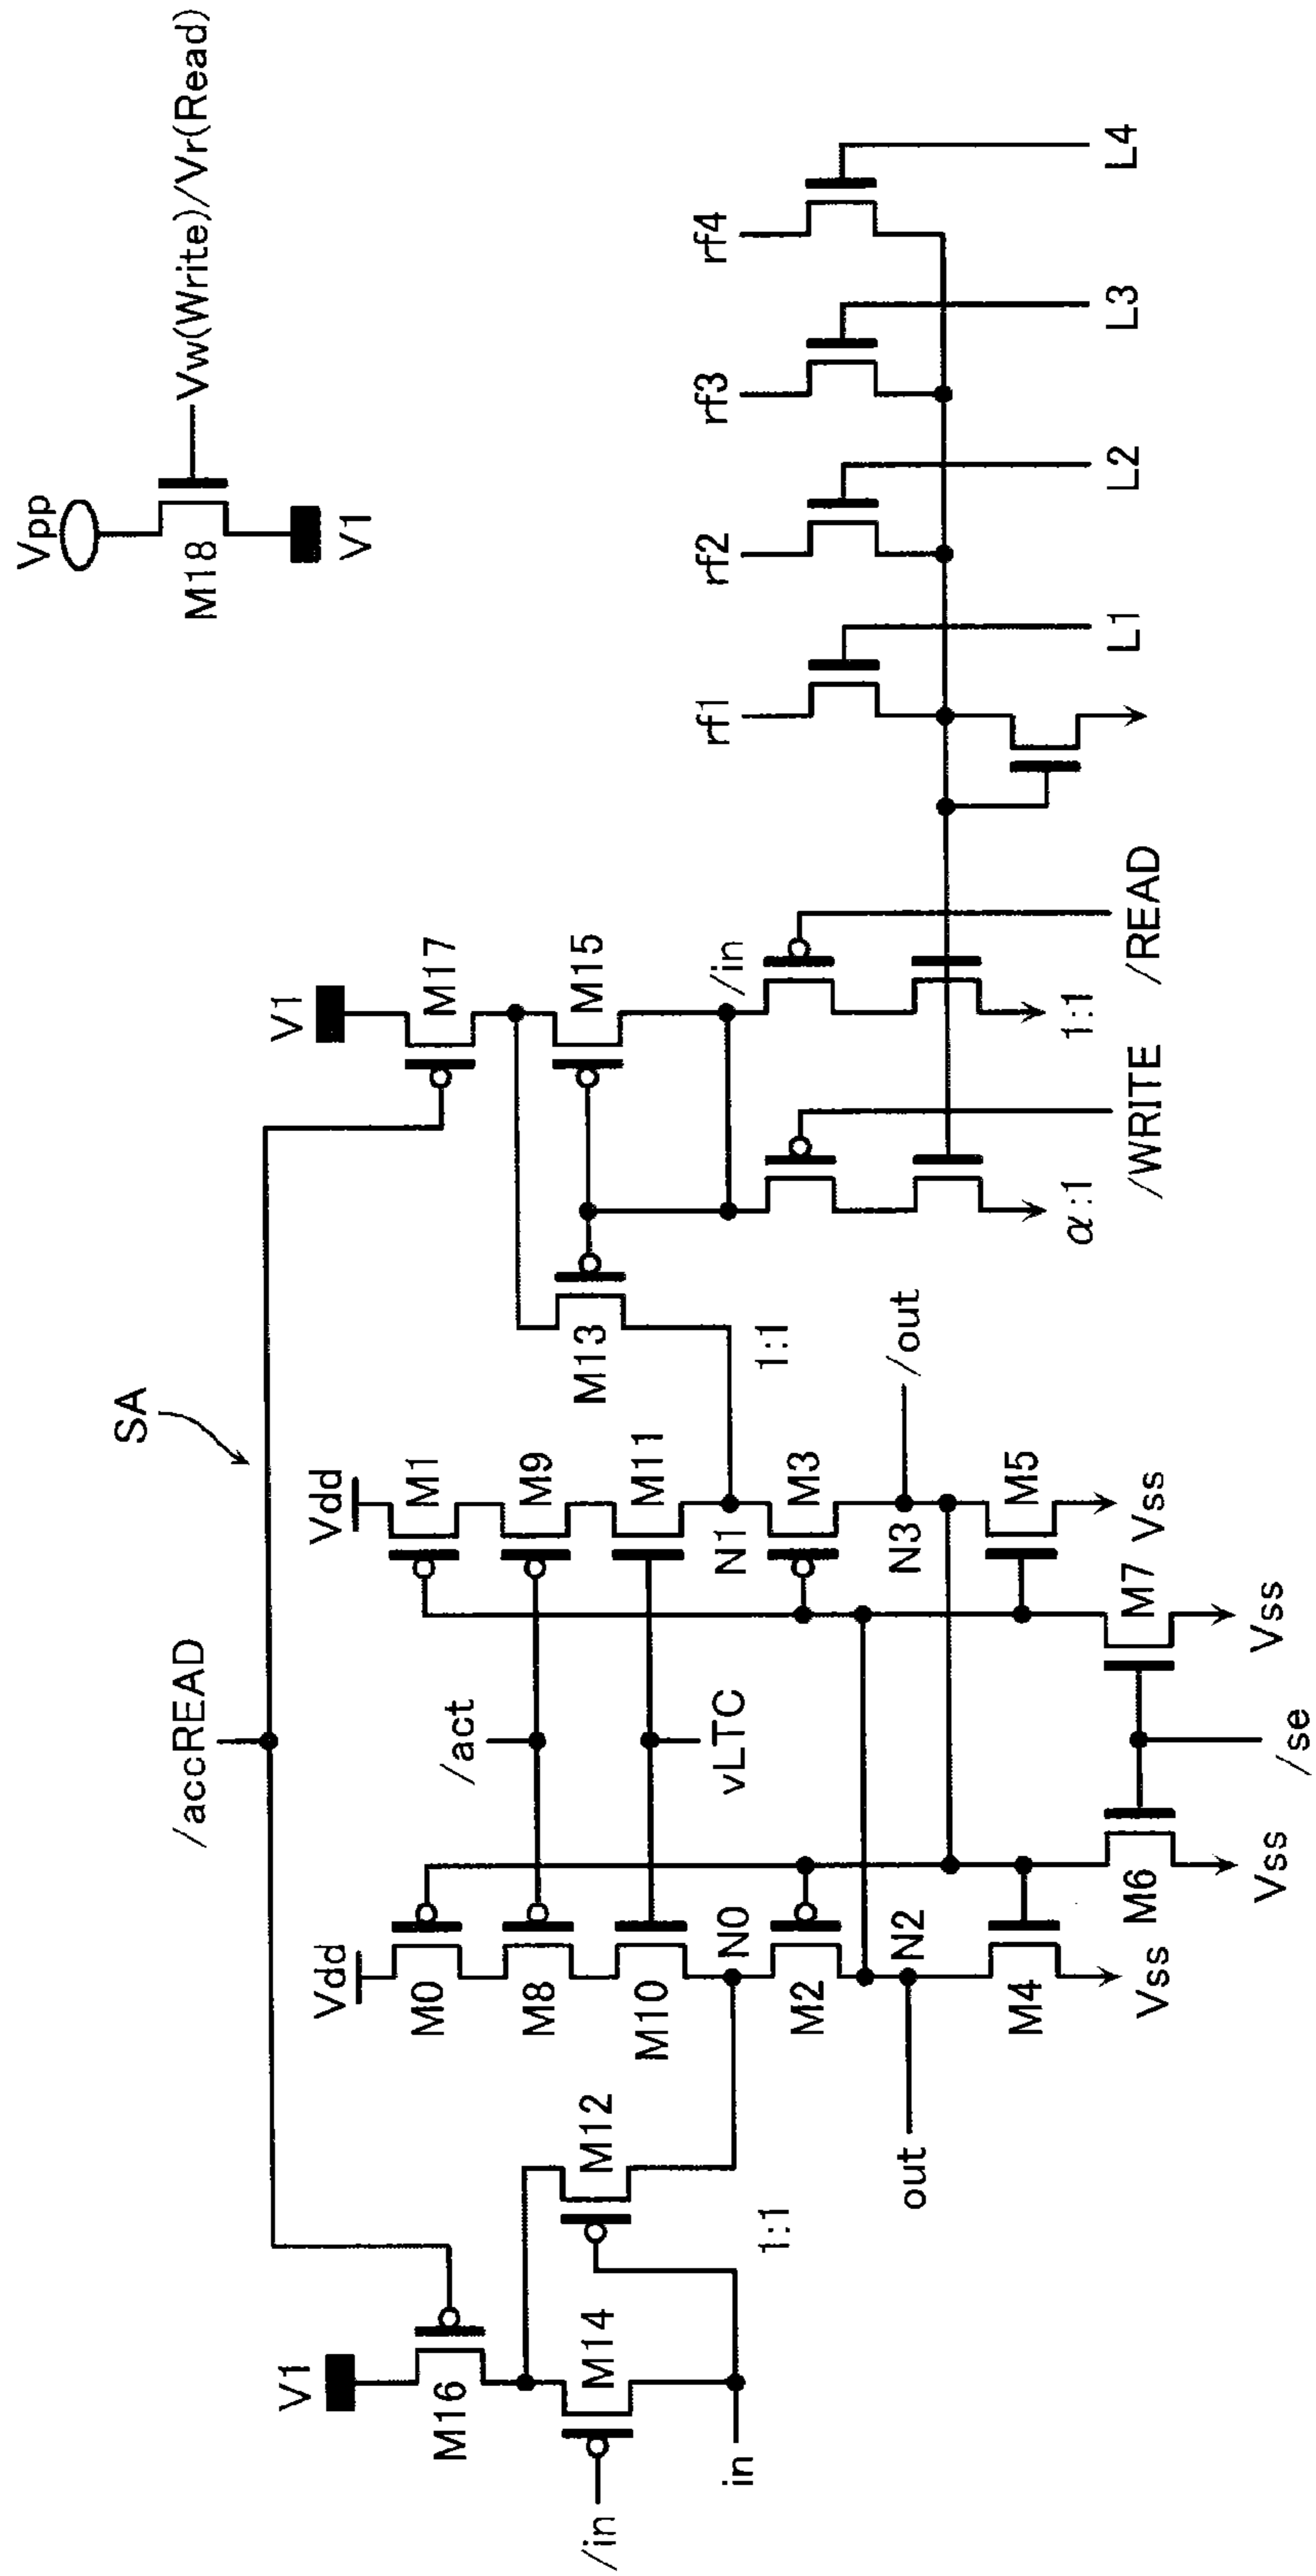 Vpp
Vw(Write)/Vr(Read)
M18
V1
SA
/accREAD
V1
M16
/in
M14
M12
in
1:1
Vdd
Vdd
M0
M1
/act
M8
M9
M10
M11
vLTC
N0
N1
M2
M3
N2
N3
out
/out
M4
M5
Vss
Vss
M6
M7
Vss
Vss
/se
V1
M17
M13
M15
1:1
/in
α:1
1:1
/WRITE
/READ
rf1
rf2
rf3
rf4
L1
L2
L3
L4